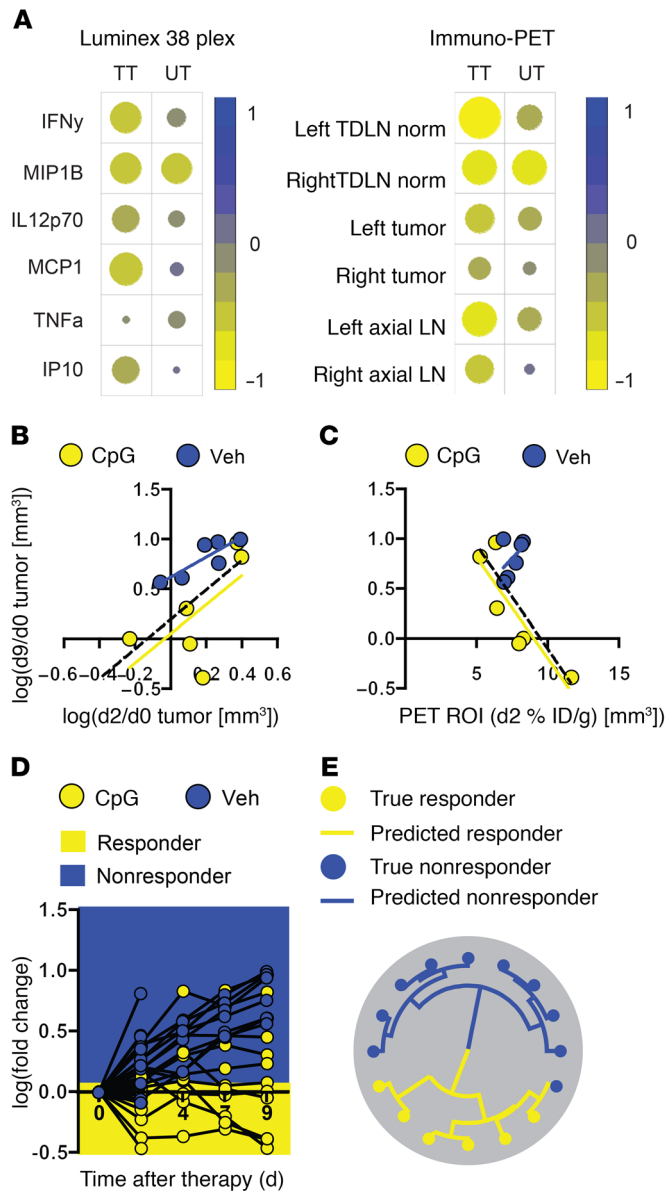 A
Luminex 38 plex
TT UT
IFNy
MIP1B
IL12p70
MCP1
TNFa
IP10
1
0
–1
Immuno-PET
TT UT
Left TDLN norm
RightTDLN norm
Left tumor
Right tumor
Left axial LN
Right axial LN
1
0
–1
B
CpG Veh
log(d9/d0 tumor [mm³])
1.5
1.0
0.5
0.0
–0.5
–0.6 –0.4 –0.2 0.2 0.4 0.6
log(d2/d0 tumor [mm³])
C
CpG Veh
1.5
1.0
0.5
0.0
–0.5
5 10 15
PET ROI (d2 % ID/g) [mm³])
D
CpG Veh
Responder
Nonresponder
log(fold change)
1.5
1.0
0.5
0.0
–0.5
0 4 7 9
Time after therapy (d)
E
True responder
Predicted responder
True nonresponder
Predicted nonresponder